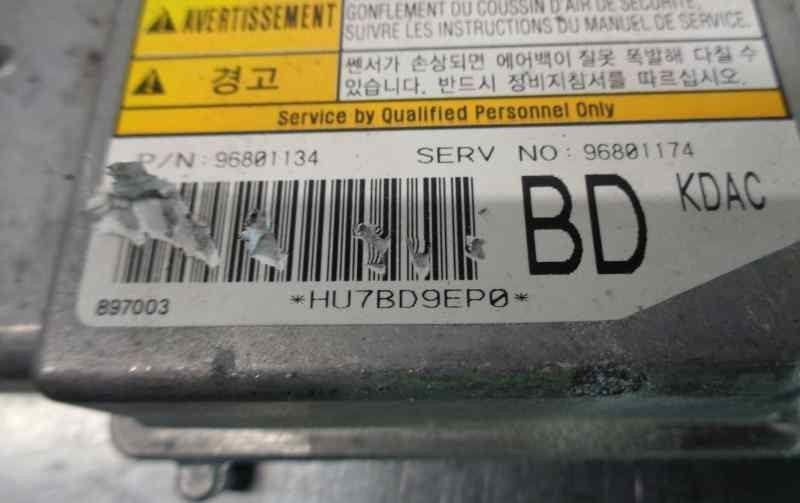 AVERTISSEMENT
GONFLEMENT DU COUSSIN D'AIR DE SECURITE.
SUIVRE LES INSTRUCTIONS DU MANUEL DE SERVICE.
경고
쎈서가 손상되면 에어백이 잘못 폭발해 다칠 수
있습니다. 반드시 정비지침서를 따르십시오.
Service by Qualified Personnel Only
P/N: 96801134 SERV NO: 96801174
BD KDAC
897003 *HU7BD9EP0*